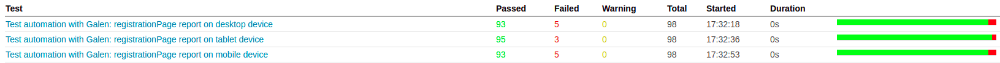 Test Passed Failed Warning Total Started Duration
Test automation with Galen: registrationPage report on desktop device 93 5 0 98 17:32:18 0s
Test automation with Galen: registrationPage report on tablet device 95 3 0 98 17:32:36 0s
Test automation with Galen: registrationPage report on mobile device 93 5 0 98 17:32:53 0s